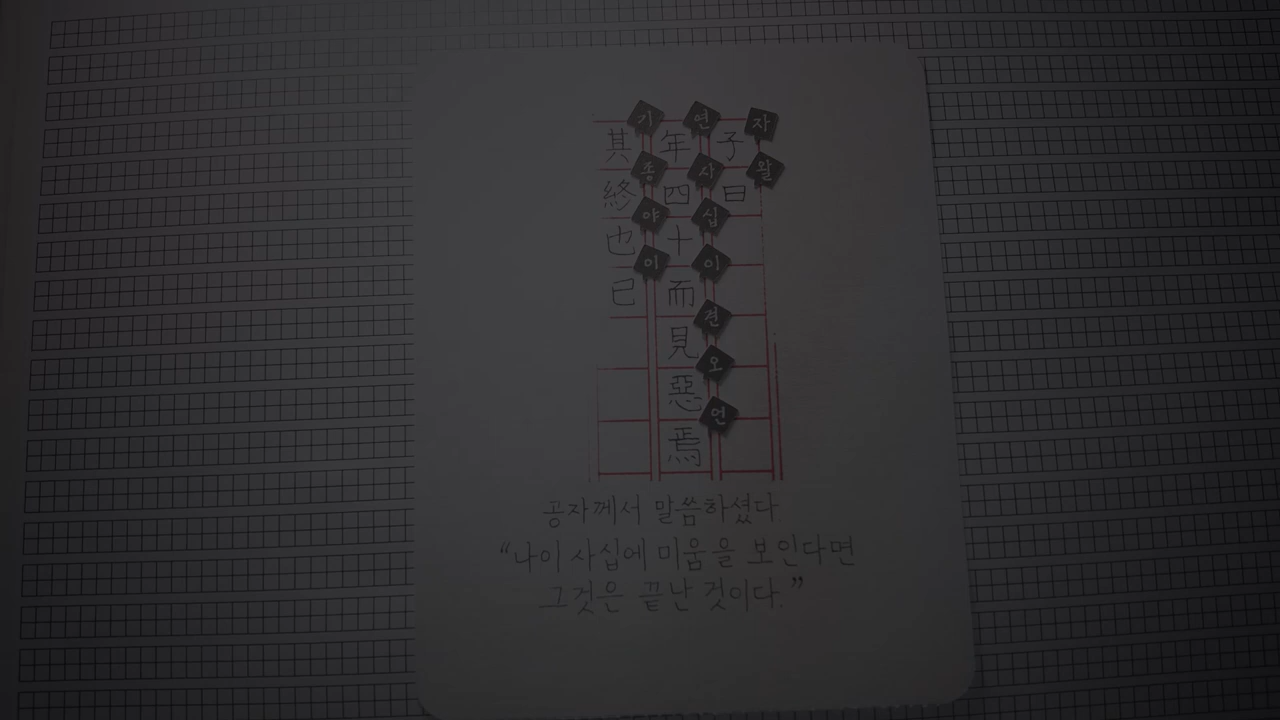 子曰
자왈
年四十而見惡焉
연사십이견오언
其終也已
기종야이
공자께서 말씀하셨다
“나이 사십에 미움을 보인다면
그것은 끝난 것이다.”